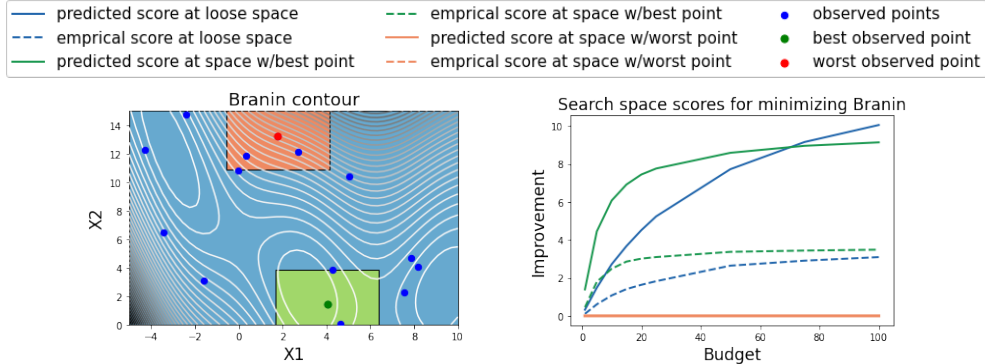 predicted score at loose space
emprical score at space w/best point
observed points
emprical score at loose space
predicted score at space w/worst point
best observed point
predicted score at space w/best point
emprical score at space w/worst point
worst observed point
Branin contour
14
12
10
8
6
4
2
0
−4 −2 0 2 4 6 8 10
X2
X1
Search space scores for minimizing Branin
10
8
6
4
2
0
0 20 40 60 80 100
Improvement
Budget